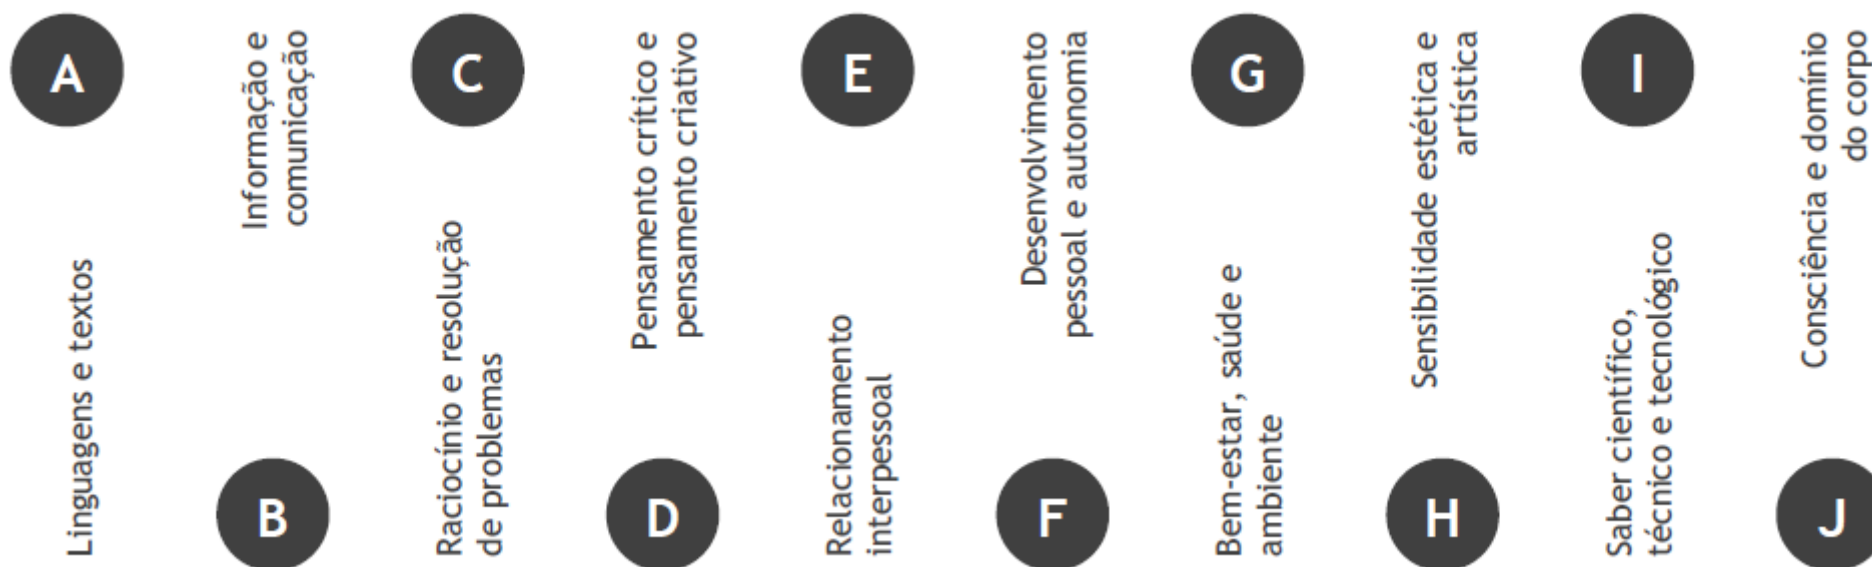 A
Linguagens e textos
Informação e
comunicação
B
C
Raciocínio e resolução
de problemas
Pensamento crítico e
pensamento criativo
D
E
Relacionamento
interpessoal
Desenvolvimento
pessoal e autonomia
F
G
Bem-estar, saúde e
ambiente
Sensibilidade estética e
artística
H
I
Saber científico,
técnico e tecnológico
Consciência e domínio
do corpo
J